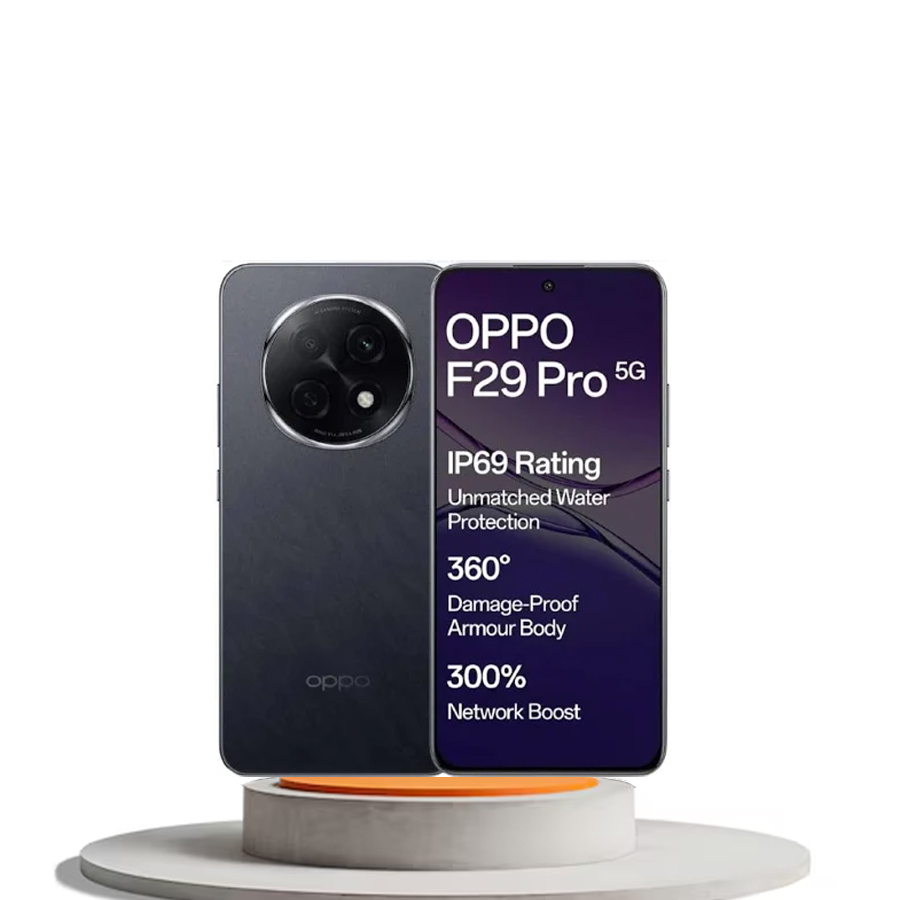 OPPO
F29 Pro 5G
IP69 Rating
Unmatched Water
Protection
360°
Damage-Proof
Armour Body
300%
Network Boost
oppo